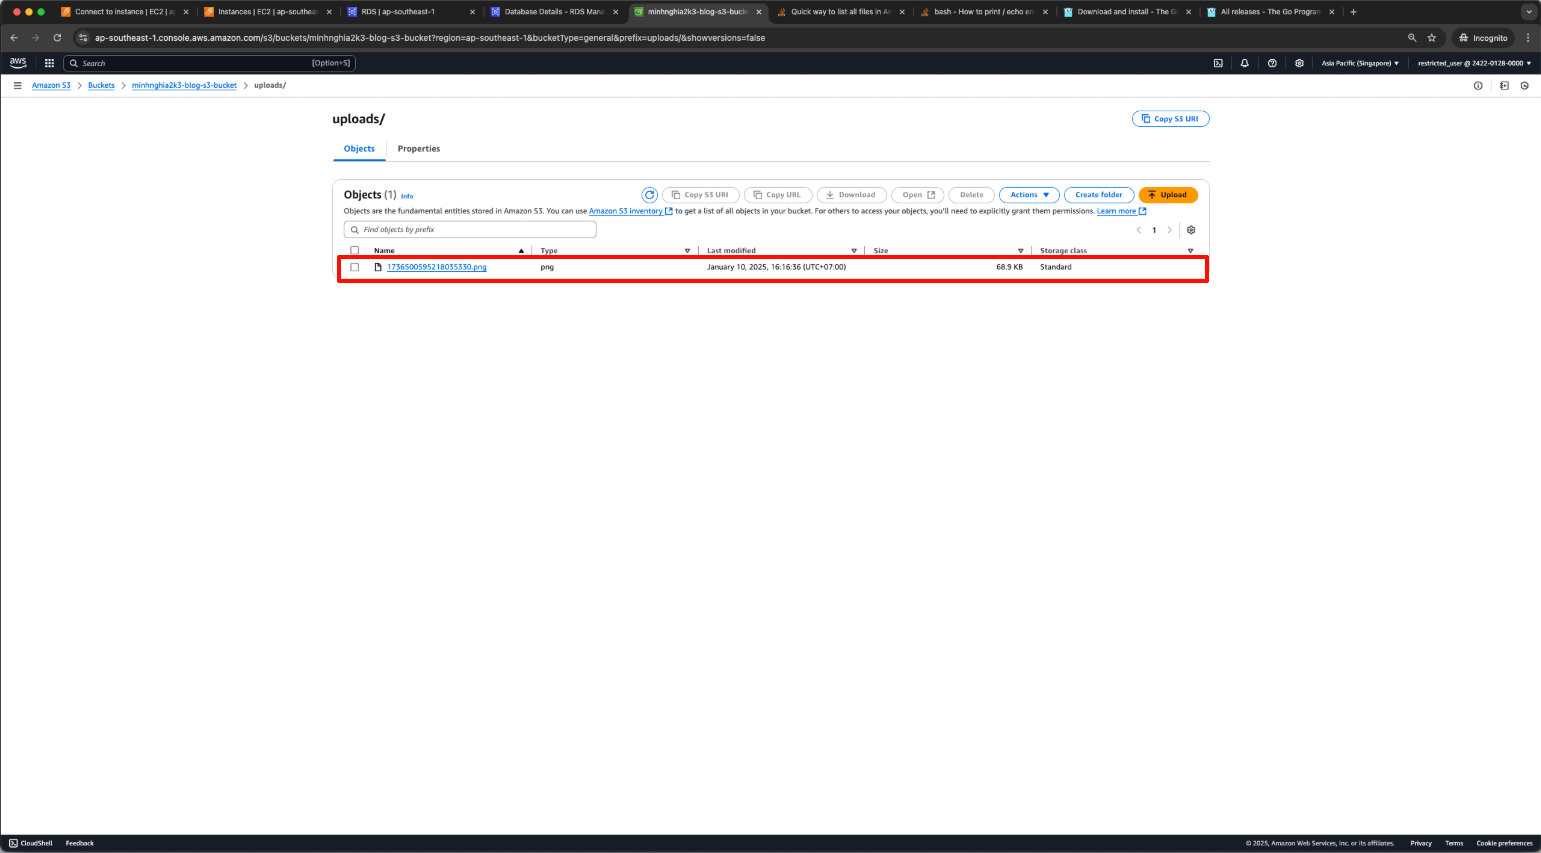 Connect to instance | EC2 | ap
Instances | EC2 | ap-southeas
RDS | ap-southeast-1
Database Details - RDS Mana
minhnghia2k3-blog-s3-bucke
Quick way to list all files in Am
bash - How to print / echo en
Download and install - The G
All releases - The Go Program
ap-southeast-1.console.aws.amazon.com/s3/buckets/minhnghia2k3-blog-s3-bucket?region=ap-southeast-1&bucketType=general&prefix=uploads/&showversions=false
Incognito
aws
Search
[Option+S]
Asia Pacific (Singapore)
restricted_user @ 2422-0128-0000
Amazon S3 > Buckets > minhnghia2k3-blog-s3-bucket > uploads/
uploads/
Copy S3 URI
Objects
Properties
Objects (1) Info
Copy S3 URI
Copy URL
Download
Open
Delete
Actions
Create folder
Upload
Objects are the fundamental entities stored in Amazon S3. You can use Amazon S3 inventory to get a list of all objects in your bucket. For others to access your objects, you'll need to explicitly grant them permissions. Learn more
Find objects by prefix
1
Name Type Last modified Size Storage class
1736500595218035330.png png January 10, 2025, 16:16:36 (UTC+07:00) 68.9 KB Standard
CloudShell Feedback
© 2025, Amazon Web Services, Inc. or its affiliates. Privacy Terms Cookie preferences